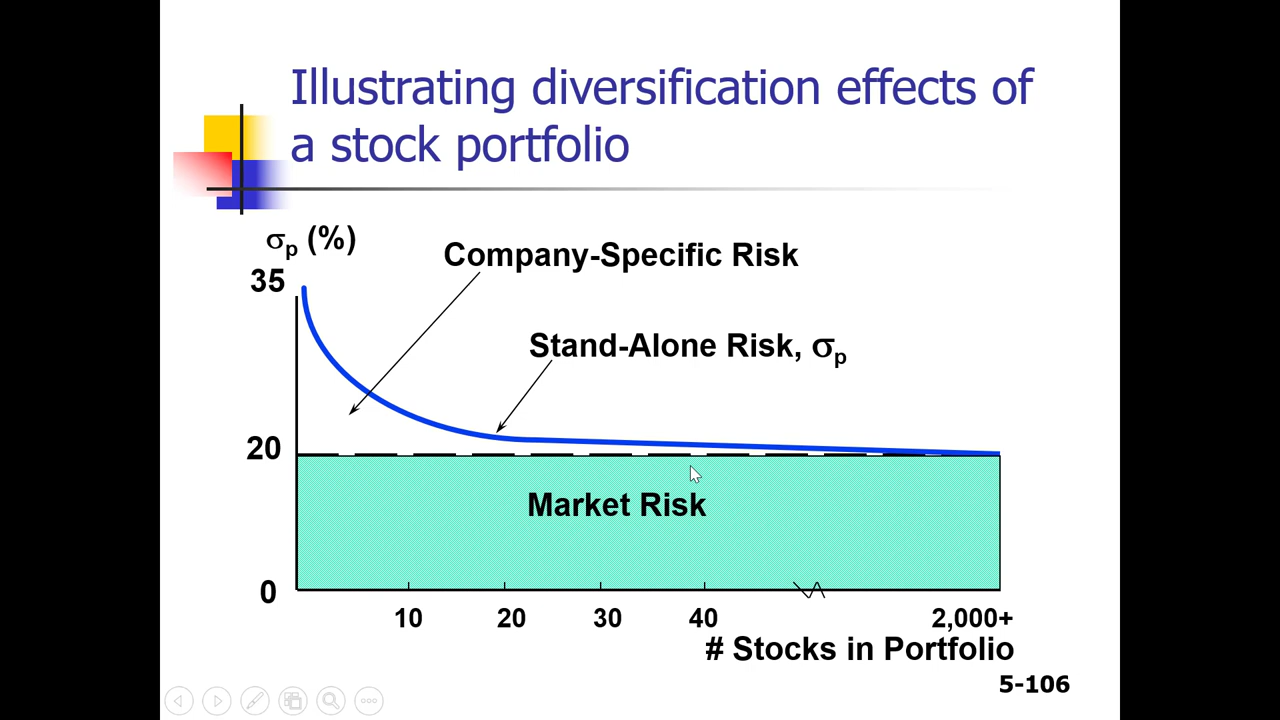 Illustrating diversification effects of
a stock portfolio
σp (%)
Company-Specific Risk
35
Stand-Alone Risk, σp
20
Market Risk
0
10 20 30 40 2,000+
# Stocks in Portfolio
5-106